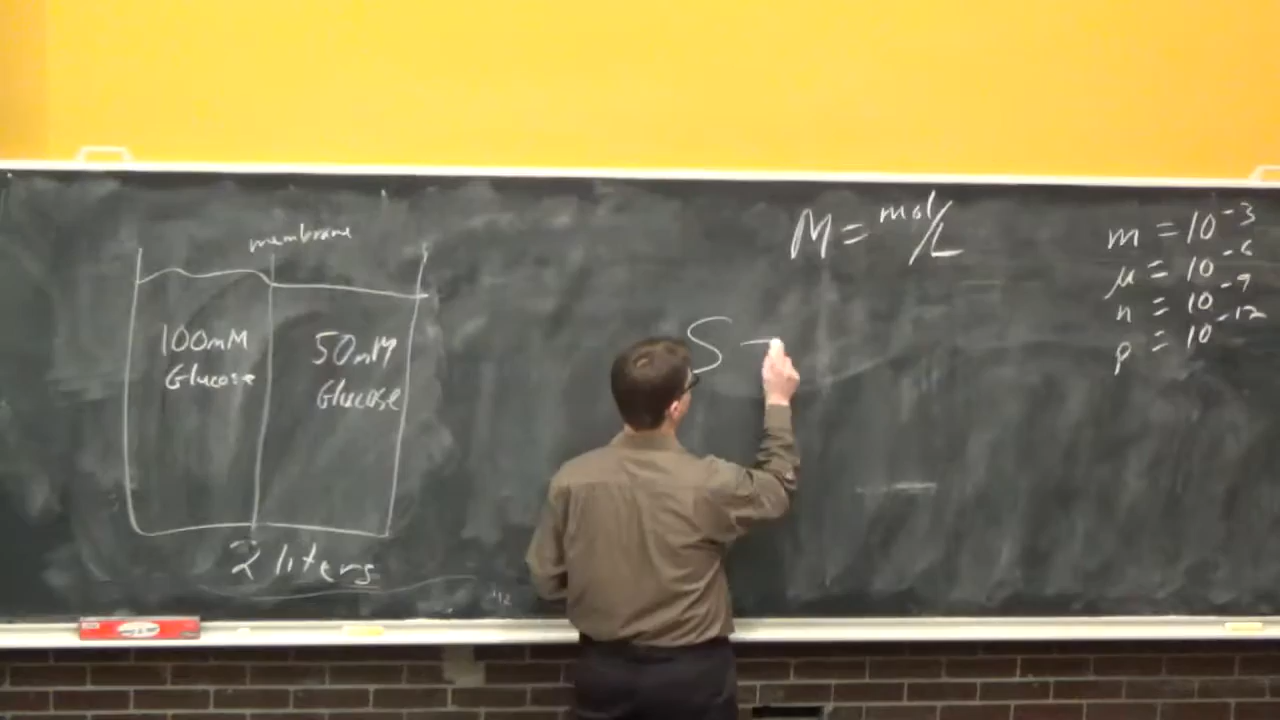 membrane
100mM
Glucose
50mM
Glucose
2 liters
M = mol/L
S -
m = 10^-3
μ = 10^-6
n = 10^-9
p = 10^-12